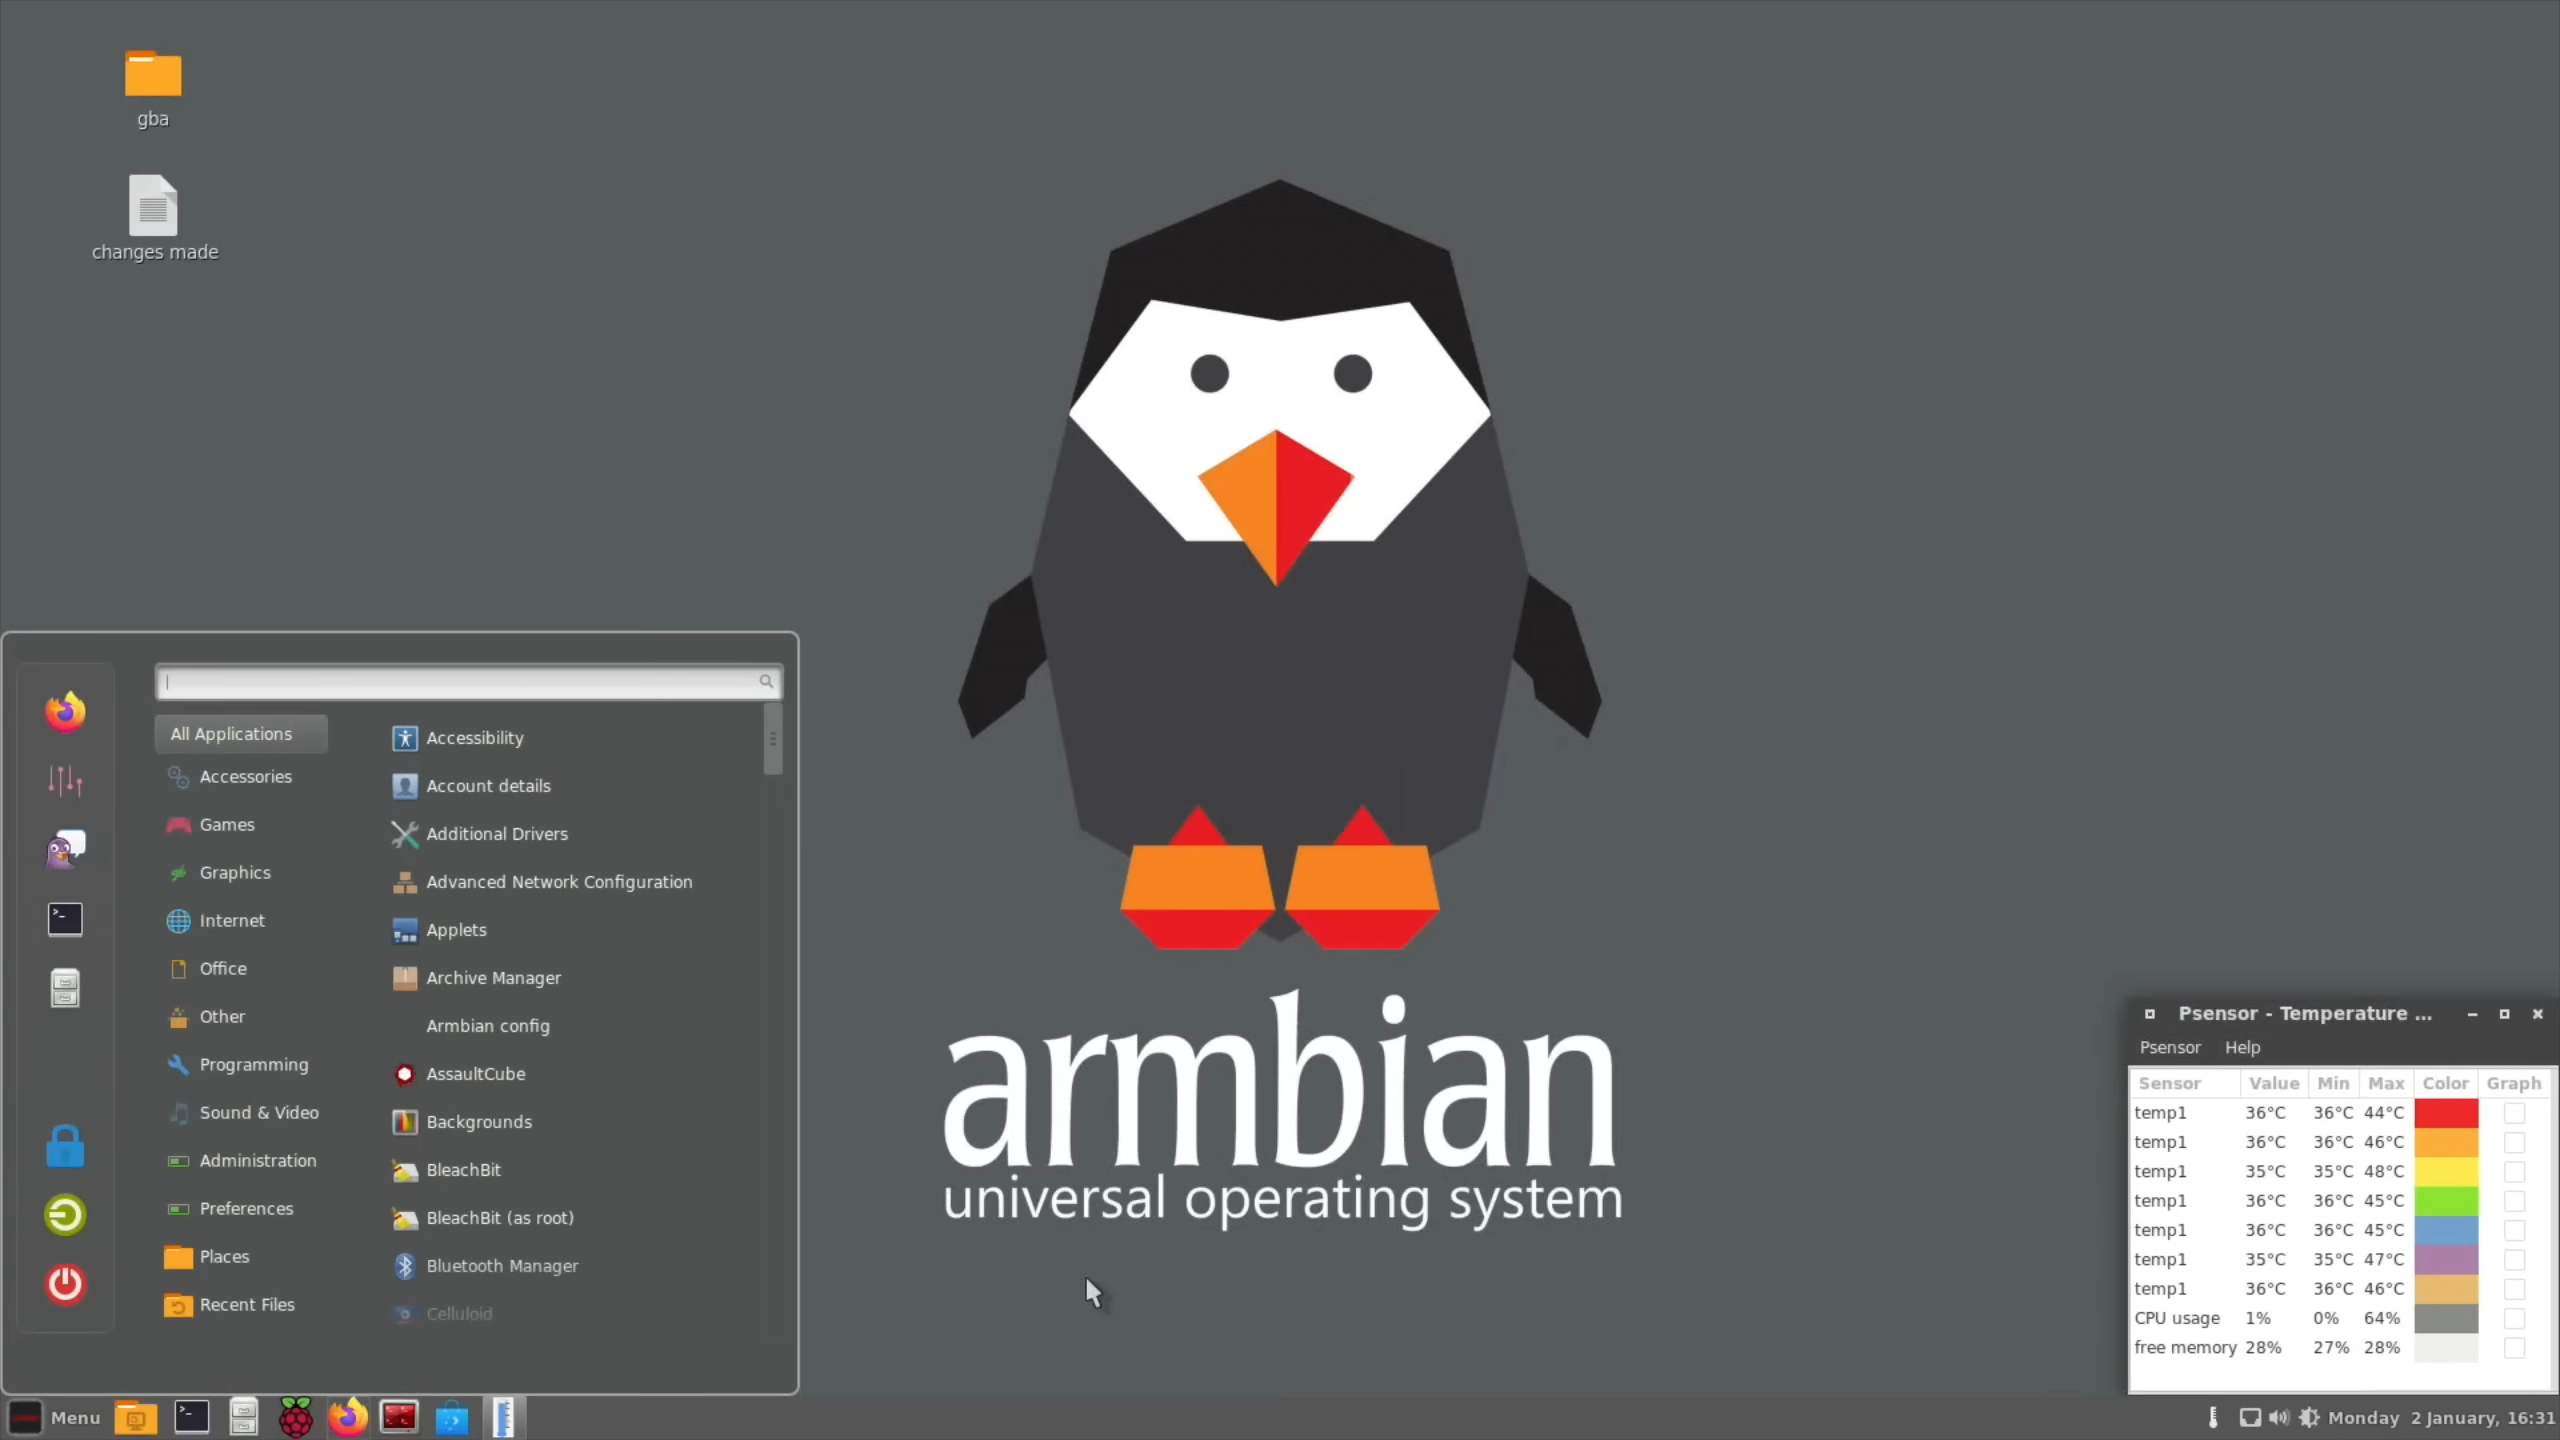 gba
changes made
All Applications
Accessories
Games
Graphics
Internet
Office
Other
Programming
Sound & Video
Administration
Preferences
Places
Recent Files
Accessibility
Account details
Additional Drivers
Advanced Network Configuration
Applets
Archive Manager
Armbian config
AssaultCube
Backgrounds
BleachBit
BleachBit (as root)
Bluetooth Manager
Celluloid
armbian
universal operating system
Psensor - Temperature ...
Psensor Help
Sensor Value Min Max Color Graph
temp1 36°C 36°C 44°C
temp1 36°C 36°C 46°C
temp1 35°C 35°C 48°C
temp1 36°C 36°C 45°C
temp1 36°C 36°C 45°C
temp1 35°C 35°C 47°C
temp1 36°C 36°C 46°C
CPU usage 1% 0% 64%
free memory 28% 27% 28%
Menu
Monday 2 January, 16:31